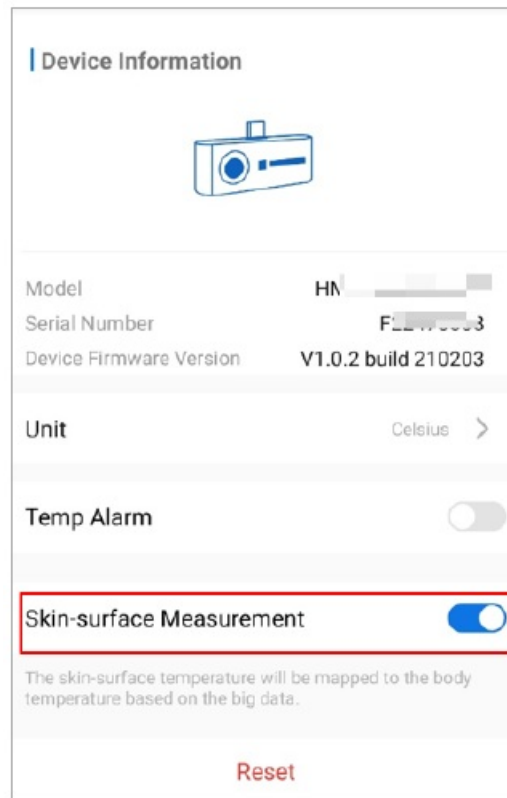 Device Information
Model
Serial Number
Device Firmware Version V1.0.2 build 210203
Unit Celsius
Temp Alarm
Skin-surface Measurement
The skin-surface temperature will be mapped to the body
temperature based on the big data.
Reset